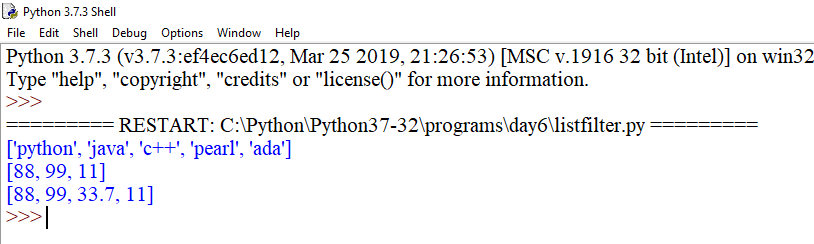 Python 3.7.3 Shell
File Edit Shell Debug Options Window Help
Python 3.7.3 (v3.7.3:ef4ec6ed12, Mar 25 2019, 21:26:53) [MSC v.1916 32 bit (Intel)] on win32
Type "help", "copyright", "credits" or "license()" for more information.
>>>
========= RESTART: C:\Python\Python37-32\programs\day6\listfilter.py =========
['python', 'java', 'c++', 'pearl', 'ada']
[88, 99, 11]
[88, 99, 33.7, 11]
>>>